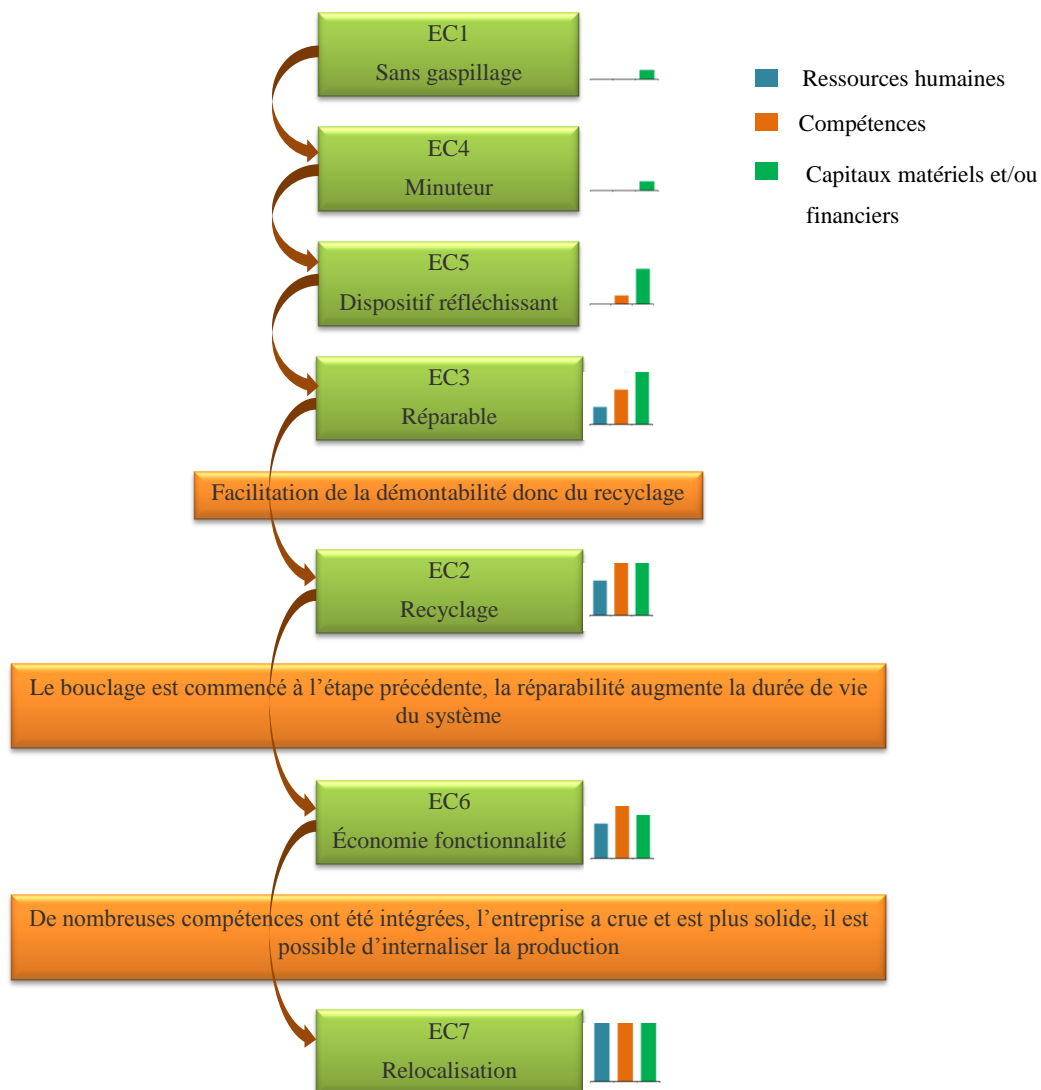 EC1
Sans gaspillage
Ressources humaines
Compétences
EC4
Minuteur
Capitaux matériels et/ou
financiers
EC5
Dispositif réfléchissant
EC3
Réparable
Facilitation de la démontabilité donc du recyclage
EC2
Recyclage
Le bouclage est commencé à l’étape précédente, la réparabilité augmente la durée de vie
du système
EC6
Économie fonctionnalité
De nombreuses compétences ont été intégrées, l’entreprise a crue et est plus solide, il est
possible d’internaliser la production
EC7
Relocalisation